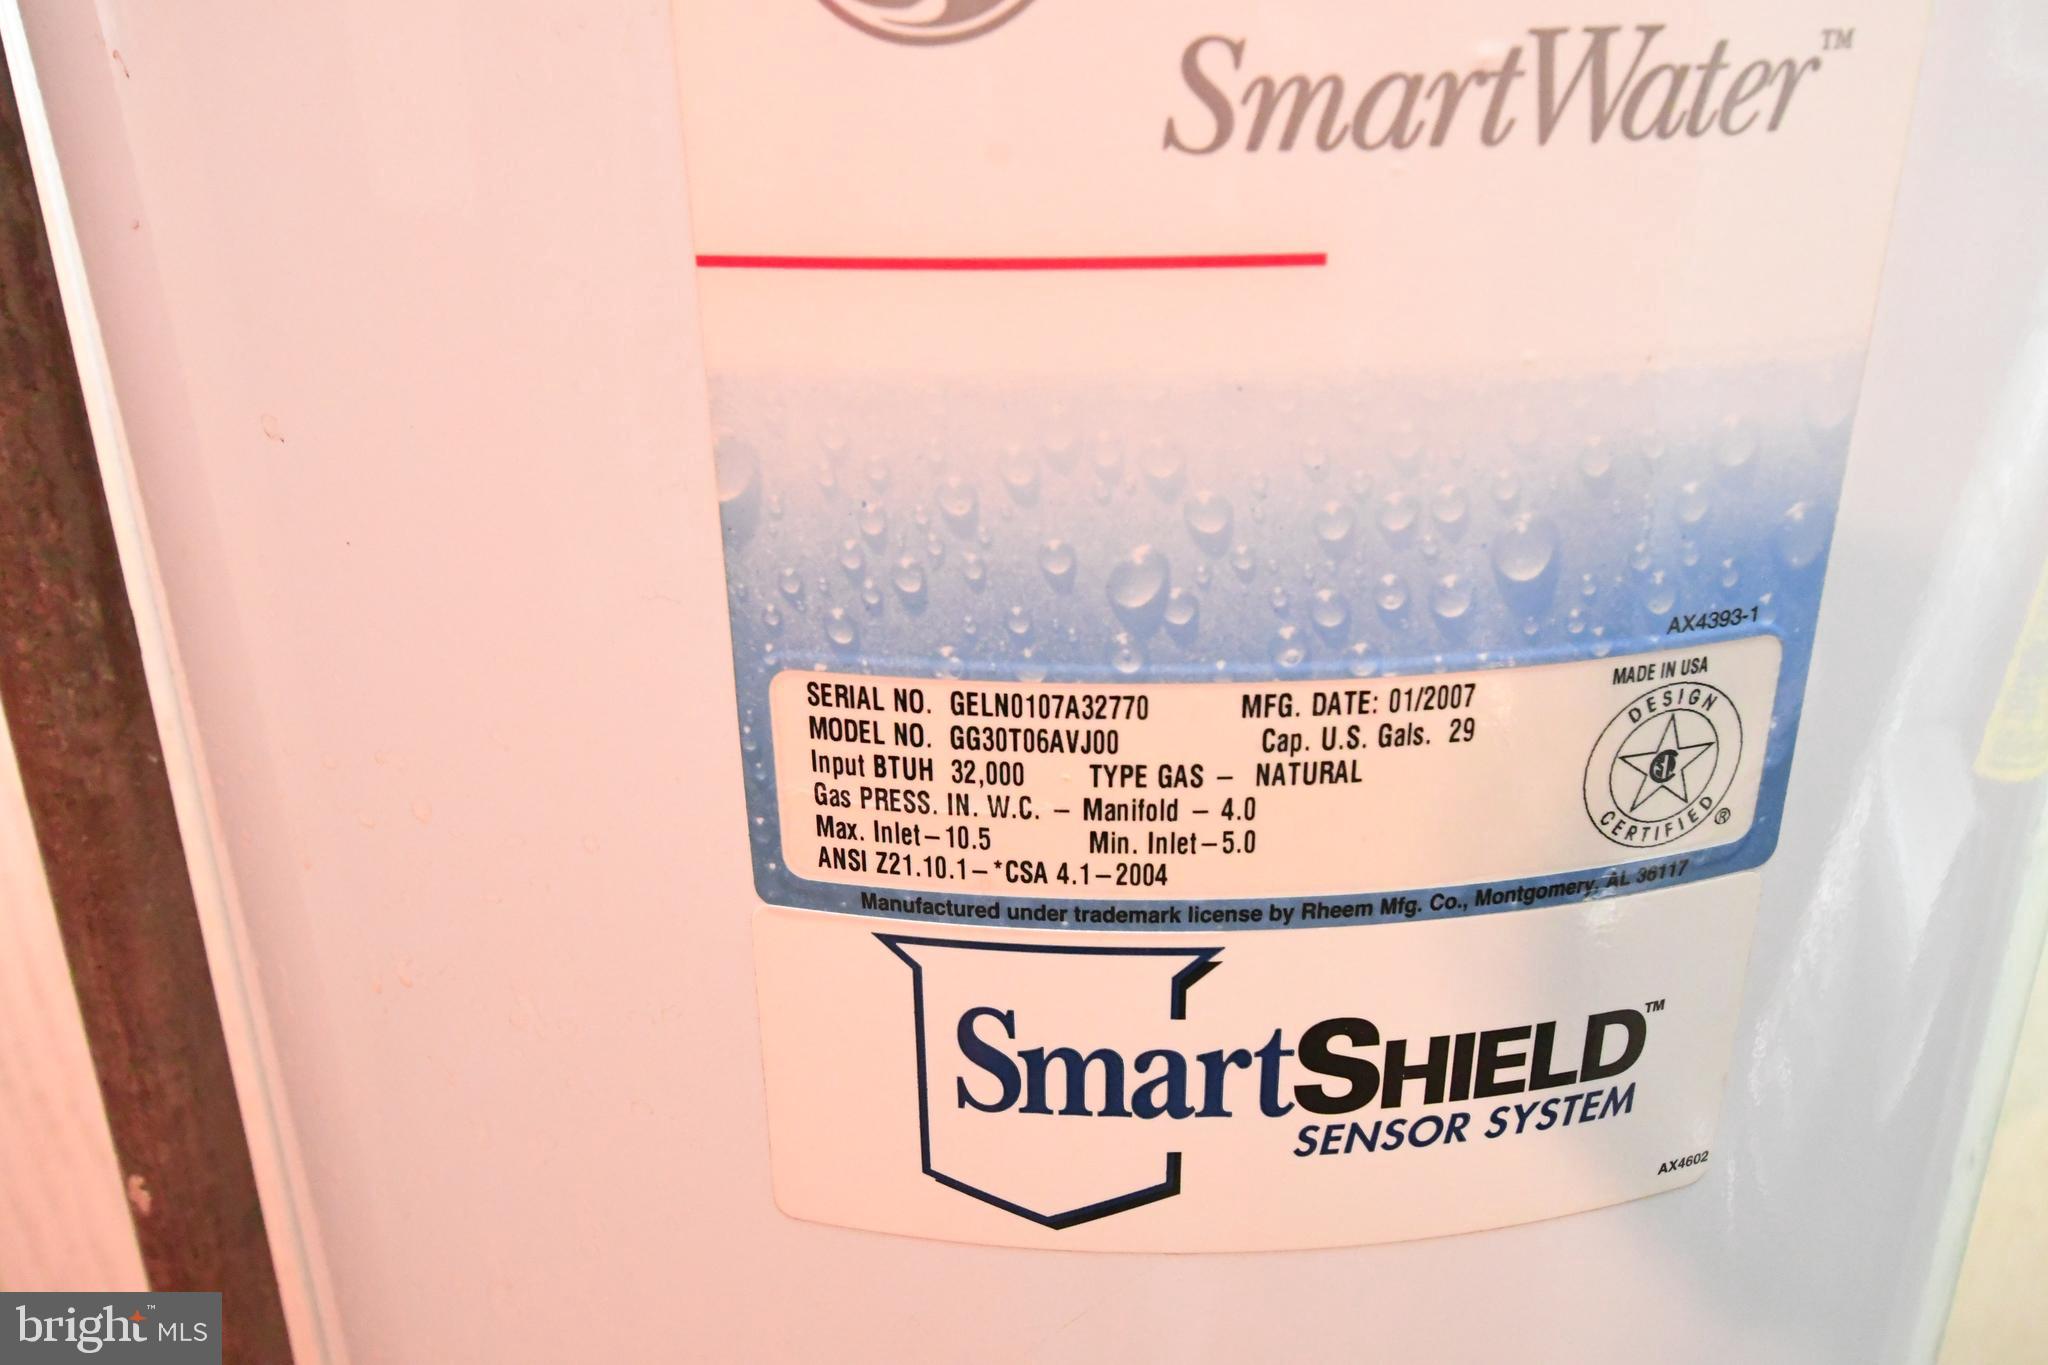 SmartWater™
AX4393-1
MADE IN USA
DESIGN
CERTIFIED®
SERIAL NO. GELN0107A32770 MFG. DATE: 01/2007
MODEL NO. GG30T06AVJ00 Cap. U.S. Gals. 29
Input BTUH 32,000 TYPE GAS – NATURAL
Gas PRESS. IN. W.C. – Manifold – 4.0
Max. Inlet–10.5 Min. Inlet–5.0
ANSI Z21.10.1–*CSA 4.1–2004
Manufactured under trademark license by Rheem Mfg. Co., Montgomery, AL 36117
SmartSHIELD™
SENSOR SYSTEM
AX4602
bright™ MLS